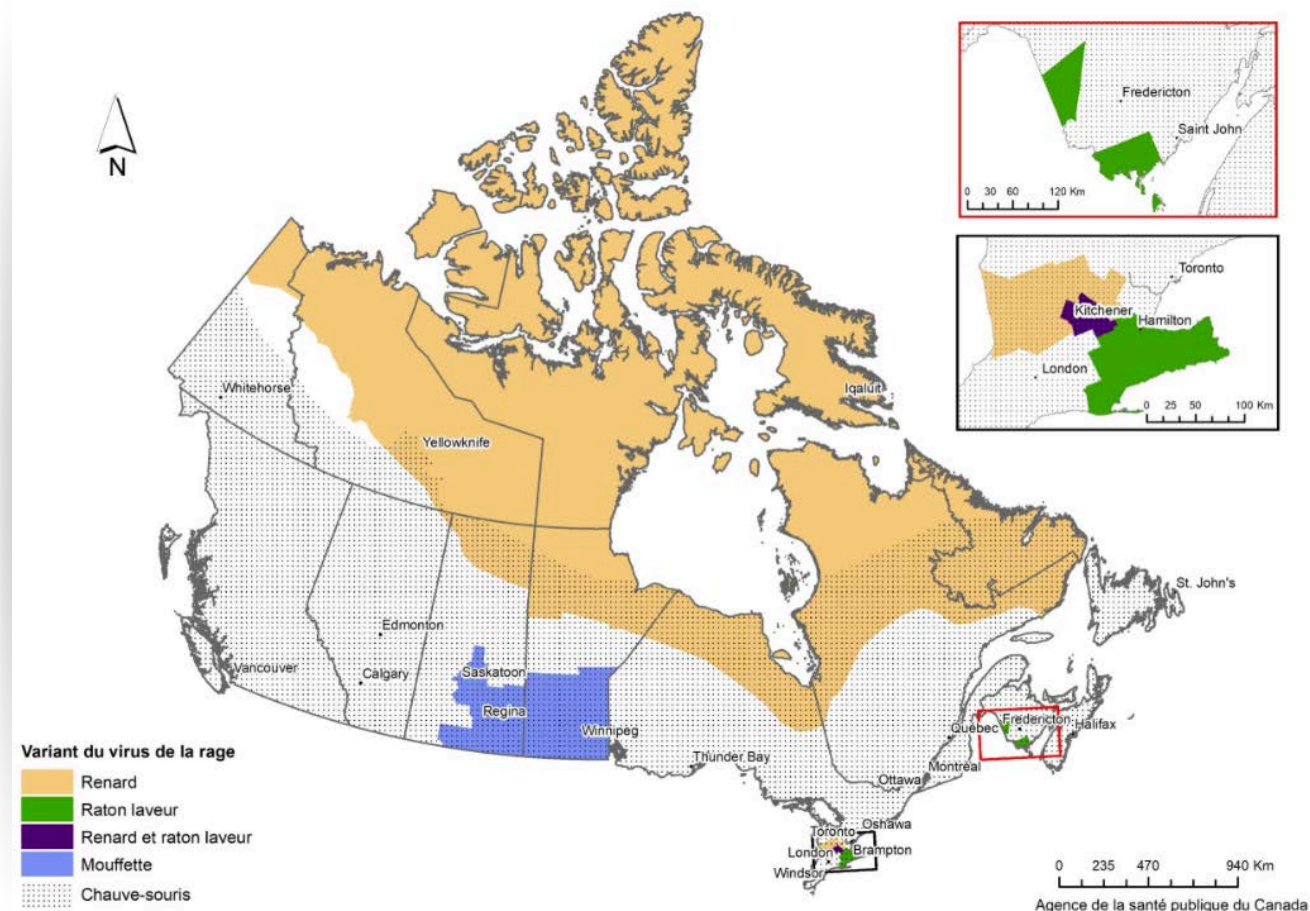 N
Fredericton
Saint John
0 30 60 120 Km
Toronto
Kitchener
Hamilton
London
0 25 50 100 Km
Whitehorse
Iqaluit
Yellowknife
St. John's
Edmonton
Vancouver
Calgary
Saskatoon
Regina
Winnipeg
Thunder Bay
Québec
Fredericton
Halifax
Montréal
Ottawa
Oshawa
Toronto
London
Brampton
Windsor
Variant du virus de la rage
Renard
Raton laveur
Renard et raton laveur
Mouffette
Chauve-souris
0 235 470 940 Km
Agence de la santé publique du Canada